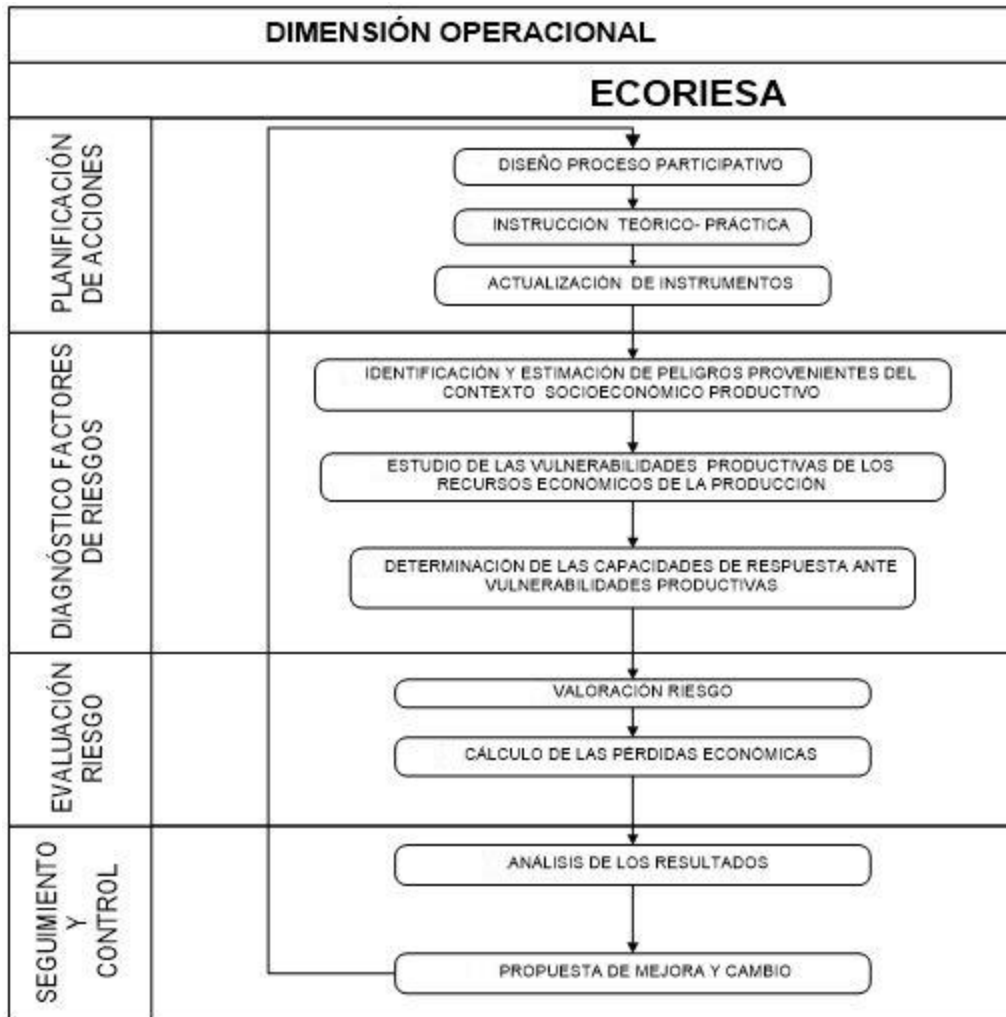 DIMENSIÓN OPERACIONAL
ECORIESA
PLANIFICACIÓN
DE ACCIONES
DISEÑO PROCESO PARTICIPATIVO
INSTRUCCIÓN TEÓRICO- PRÁCTICA
ACTUALIZACIÓN DE INSTRUMENTOS
DIAGNÓSTICO FACTORES
DE RIESGOS
IDENTIFICACIÓN Y ESTIMACIÓN DE PELIGROS PROVENIENTES DEL
CONTEXTO SOCIOECONÓMICO PRODUCTIVO
ESTUDIO DE LAS VULNERABILIDADES PRODUCTIVAS DE LOS
RECURSOS ECONÓMICOS DE LA PRODUCCIÓN
DETERMINACIÓN DE LAS CAPACIDADES DE RESPUESTA ANTE
VULNERABILIDADES PRODUCTIVAS
EVALUACIÓN
RIESGO
VALORACIÓN RIESGO
CÁLCULO DE LAS PÉRDIDAS ECONÓMICAS
SEGUIMIENTO
Y
CONTROL
ANÁLISIS DE LOS RESULTADOS
PROPUESTA DE MEJORA Y CAMBIO